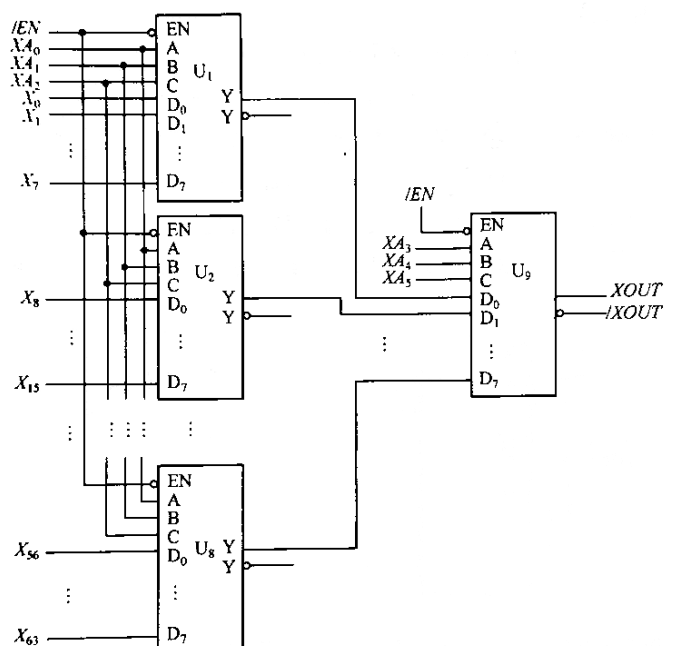 /EN
XA₀
XA₁
XA₂
X₀
X₁
⋮
X₇
EN
A
B
C
D₀
D₁
⋮
D₇
U₁
Y
Y
X₈
⋮
X₁₅
EN
A
B
C
D₀
⋮
D₇
U₂
Y
Y
⋮ ⋮ ⋮ ⋮ ⋮
X₅₆
⋮
X₆₃
EN
A
B
C
D₀
⋮
D₇
U₈
Y
Y
/EN
XA₃
XA₄
XA₅
⋮
EN
A
B
C
D₀
D₁
⋮
D₇
U₉
XOUT
/XOUT